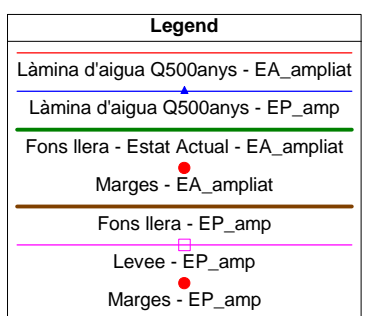 Legend
Làmina d'aigua Q500anys - EA_ampliat
Làmina d'aigua Q500anys - EP_amp
Fons llera - Estat Actual - EA_ampliat
Marges - EA_ampliat
Fons llera - EP_amp
Levee - EP_amp
Marges - EP_amp